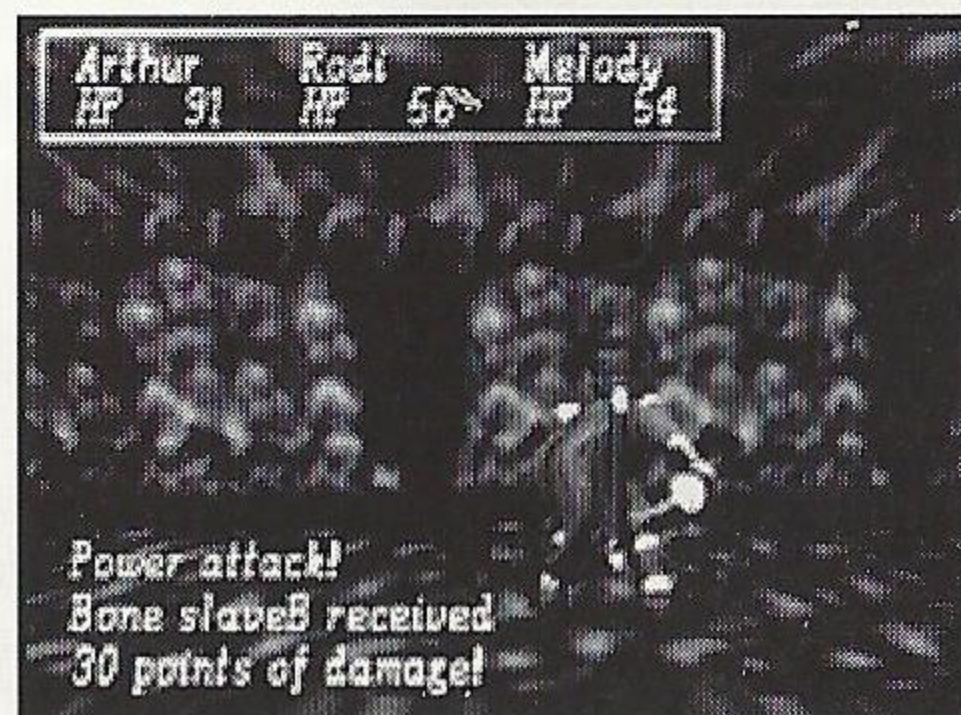 Arthur Rodi Melody
HP 91 HP 56 HP 54
Power attack!
Bone slaveB received
30 points of damage!